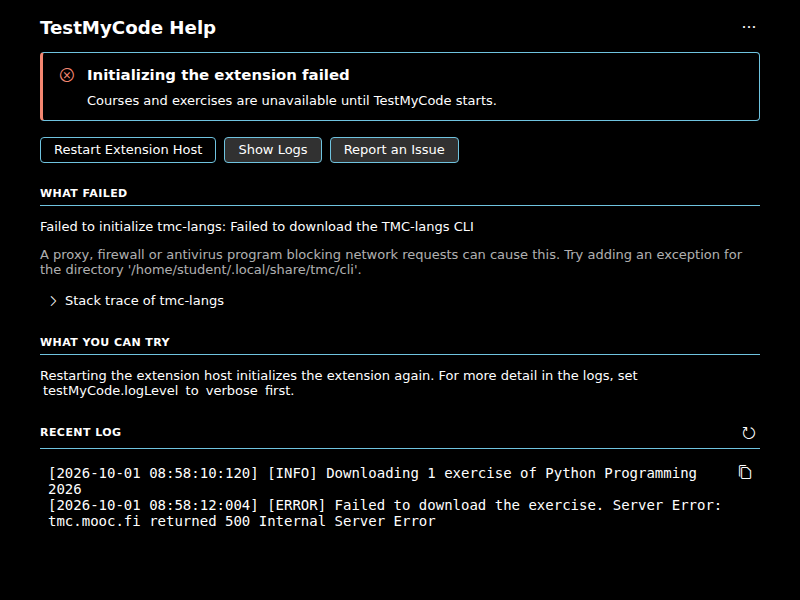 TestMyCode Help
Initializing the extension failed
Courses and exercises are unavailable until TestMyCode starts.
Restart Extension Host Show Logs Report an Issue
WHAT FAILED
Failed to initialize tmc-langs: Failed to download the TMC-langs CLI
A proxy, firewall or antivirus program blocking network requests can cause this. Try adding an exception for
the directory '/home/student/.local/share/tmc/cli'.
Stack trace of tmc-langs
WHAT YOU CAN TRY
Restarting the extension host initializes the extension again. For more detail in the logs, set
testMyCode.logLevel to verbose first.
RECENT LOG
[2026-10-01 08:58:10:120] [INFO] Downloading 1 exercise of Python Programming
2026
[2026-10-01 08:58:12:004] [ERROR] Failed to download the exercise. Server Error:
tmc.mooc.fi returned 500 Internal Server Error